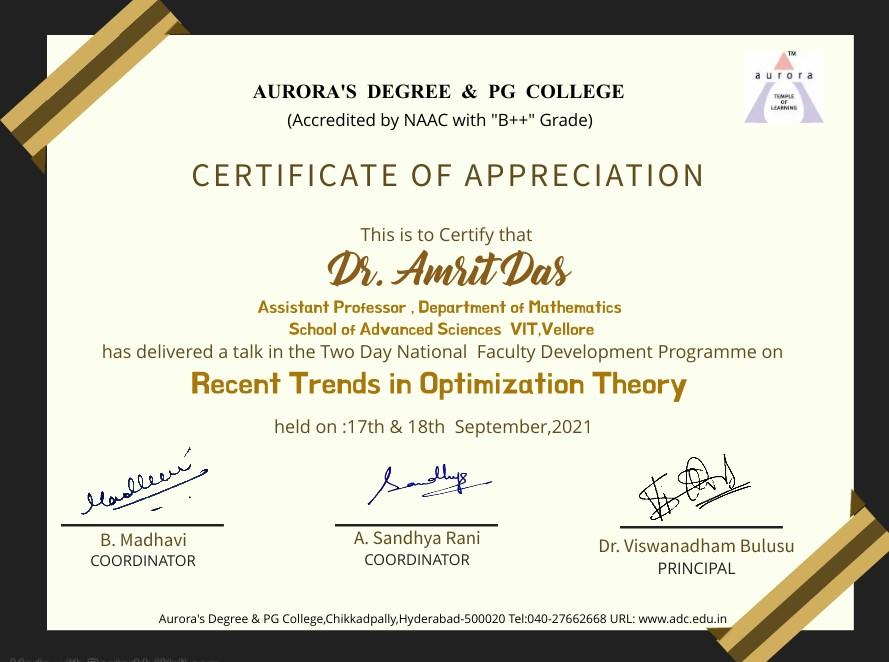 AURORA'S DEGREE & PG COLLEGE
(Accredited by NAAC with "B++" Grade)
TM
aurora
TEMPLE
OF
LEARNING
CERTIFICATE OF APPRECIATION
This is to Certify that
Dr. Amrit Das
Assistant Professor , Department of Mathematics
School of Advanced Sciences VIT,Vellore
has delivered a talk in the Two Day National Faculty Development Programme on
Recent Trends in Optimization Theory
held on :17th & 18th September,2021
Madhavi
Sandhya
B. Madhavi
A. Sandhya Rani
Dr. Viswanadham Bulusu
COORDINATOR
COORDINATOR
PRINCIPAL
Aurora's Degree & PG College,Chikkadpally,Hyderabad-500020 Tel:040-27662668 URL: www.adc.edu.in